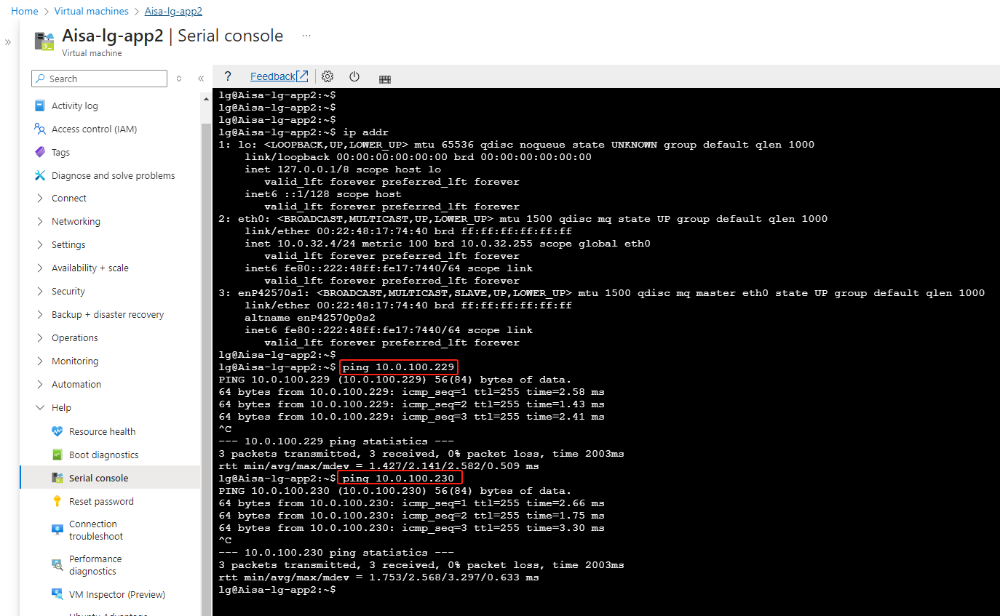 Home > Virtual machines > Aisa-lg-app2
»
Aisa-lg-app2 | Serial console ...
Virtual machine
Search
«
? Feedback
Activity log
Access control (IAM)
Tags
Diagnose and solve problems
Connect
Networking
Settings
Availability + scale
Security
Backup + disaster recovery
Operations
Monitoring
Automation
Help
Resource health
Boot diagnostics
Serial console
Reset password
Connection
troubleshoot
Performance
diagnostics
VM Inspector (Preview)
Ubuntu Advantage
lg@Aisa-lg-app2:~$
lg@Aisa-lg-app2:~$
lg@Aisa-lg-app2:~$
lg@Aisa-lg-app2:~$ ip addr
1: lo: <LOOPBACK,UP,LOWER_UP> mtu 65536 qdisc noqueue state UNKNOWN group default qlen 1000
    link/loopback 00:00:00:00:00:00 brd 00:00:00:00:00:00
    inet 127.0.0.1/8 scope host lo
       valid_lft forever preferred_lft forever
    inet6 ::1/128 scope host
       valid_lft forever preferred_lft forever
2: eth0: <BROADCAST,MULTICAST,UP,LOWER_UP> mtu 1500 qdisc mq state UP group default qlen 1000
    link/ether 00:22:48:17:74:40 brd ff:ff:ff:ff:ff:ff
    inet 10.0.32.4/24 metric 100 brd 10.0.32.255 scope global eth0
       valid_lft forever preferred_lft forever
    inet6 fe80::222:48ff:fe17:7440/64 scope link
       valid_lft forever preferred_lft forever
3: enP42570s1: <BROADCAST,MULTICAST,SLAVE,UP,LOWER_UP> mtu 1500 qdisc mq master eth0 state UP group default qlen 1000
    link/ether 00:22:48:17:74:40 brd ff:ff:ff:ff:ff:ff
    altname enP42570p0s2
    inet6 fe80::222:48ff:fe17:7440/64 scope link
       valid_lft forever preferred_lft forever
lg@Aisa-lg-app2:~$
lg@Aisa-lg-app2:~$ ping 10.0.100.229
PING 10.0.100.229 (10.0.100.229) 56(84) bytes of data.
64 bytes from 10.0.100.229: icmp_seq=1 ttl=255 time=2.58 ms
64 bytes from 10.0.100.229: icmp_seq=2 ttl=255 time=1.43 ms
64 bytes from 10.0.100.229: icmp_seq=3 ttl=255 time=2.41 ms
^C
--- 10.0.100.229 ping statistics ---
3 packets transmitted, 3 received, 0% packet loss, time 2003ms
rtt min/avg/max/mdev = 1.427/2.141/2.582/0.509 ms
lg@Aisa-lg-app2:~$ ping 10.0.100.230
PING 10.0.100.230 (10.0.100.230) 56(84) bytes of data.
64 bytes from 10.0.100.230: icmp_seq=1 ttl=255 time=2.66 ms
64 bytes from 10.0.100.230: icmp_seq=2 ttl=255 time=1.75 ms
64 bytes from 10.0.100.230: icmp_seq=3 ttl=255 time=3.30 ms
^C
--- 10.0.100.230 ping statistics ---
3 packets transmitted, 3 received, 0% packet loss, time 2003ms
rtt min/avg/max/mdev = 1.753/2.568/3.297/0.633 ms
lg@Aisa-lg-app2:~$